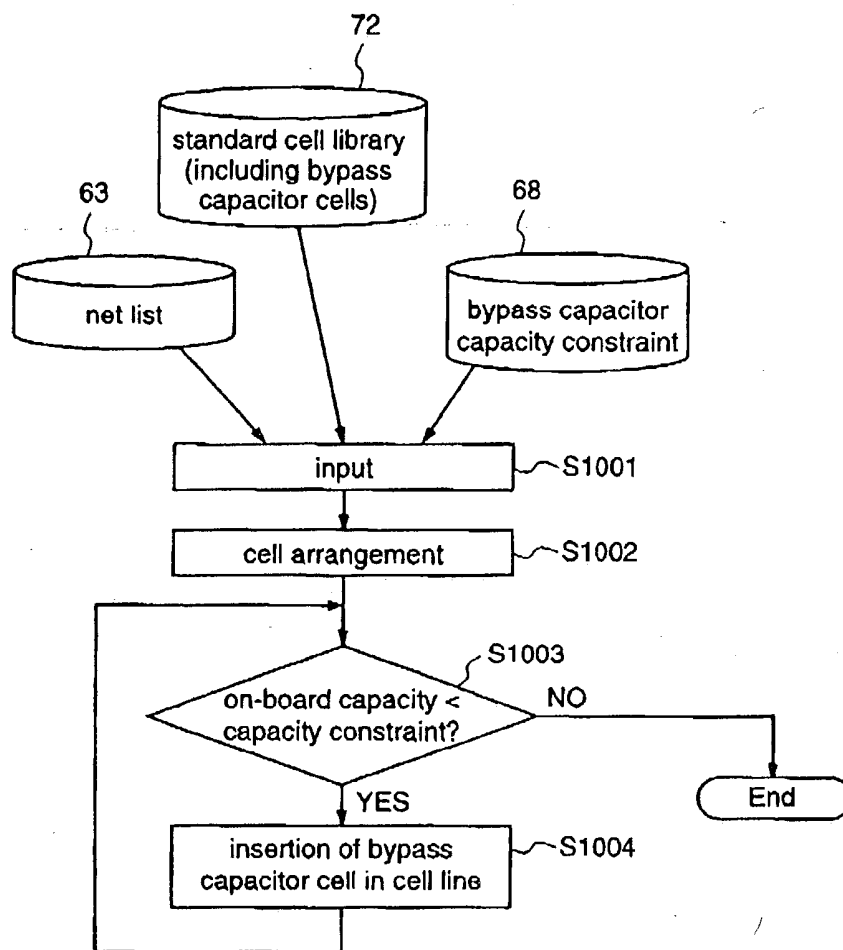 72
standard cell library
(including bypass
capacitor cells)
63
net list
68
bypass capacitor
capacity constraint
input
S1001
cell arrangement
S1002
S1003
on-board capacity <
capacity constraint?
NO
End
YES
insertion of bypass
capacitor cell in cell line
S1004